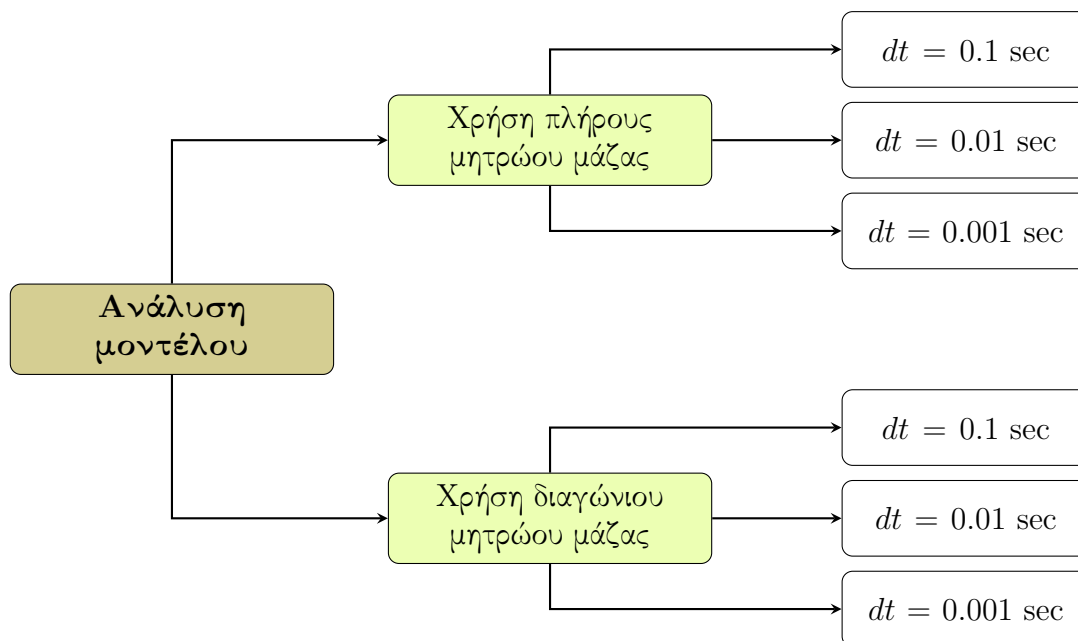 dt = 0.1 sec
Χρήση πλήρους
μητρώου μάζας
dt = 0.01 sec
dt = 0.001 sec
Ανάλυση
μοντέλου
dt = 0.1 sec
Χρήση διαγώνιου
μητρώου μάζας
dt = 0.01 sec
dt = 0.001 sec